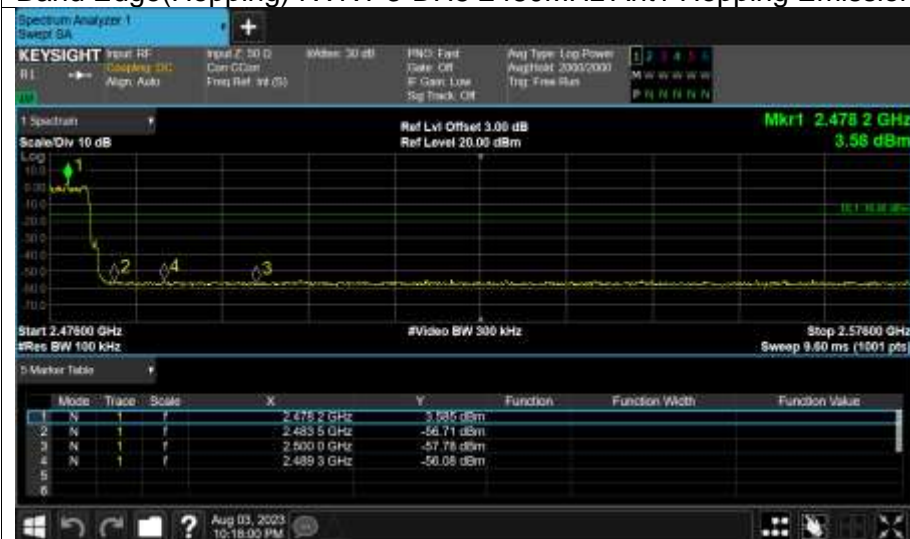 Band Edge(Hopping) NVNT 3-DH5 2480MHz Ant1 Hopping Emission
Spectrum Analyzer 1
Swept SA
KEYSIGHT Input: RF Input Z: 50 Ω #Atten: 30 dB PNO: Fast Avg Type: Log-Power 1 2 3 4 5 6
Coupling: DC Corr CCorr Gate: Off Avg|Hold: 2000/2000 M W W W W W
Align: Auto Freq Ref: Int (S) IF Gain: Low Trig: Free Run
Sig Track: Off P N N N N N
1 Spectrum
Ref Lvl Offset 3.00 dB Mkr1 2.478 2 GHz
Scale/Div 10 dB Ref Level 20.00 dBm
Log
Start 2.47600 GHz #Video BW 300 kHz Stop 2.57600 GHz
#Res BW 100 kHz Sweep 9.60 ms (1001 pts)
5 Marker Table
Mode Trace Scale X Y Function Function Width Function Value
1 N 1 f 2.478 2 GHz 3.585 dBm
2 N 1 f 2.483 5 GHz -56.71 dBm
3 N 1 f 2.500 0 GHz -57.78 dBm
4 N 1 f 2.489 3 GHz -56.08 dBm
5
6
? Aug 03, 2023
10:18:00 PM